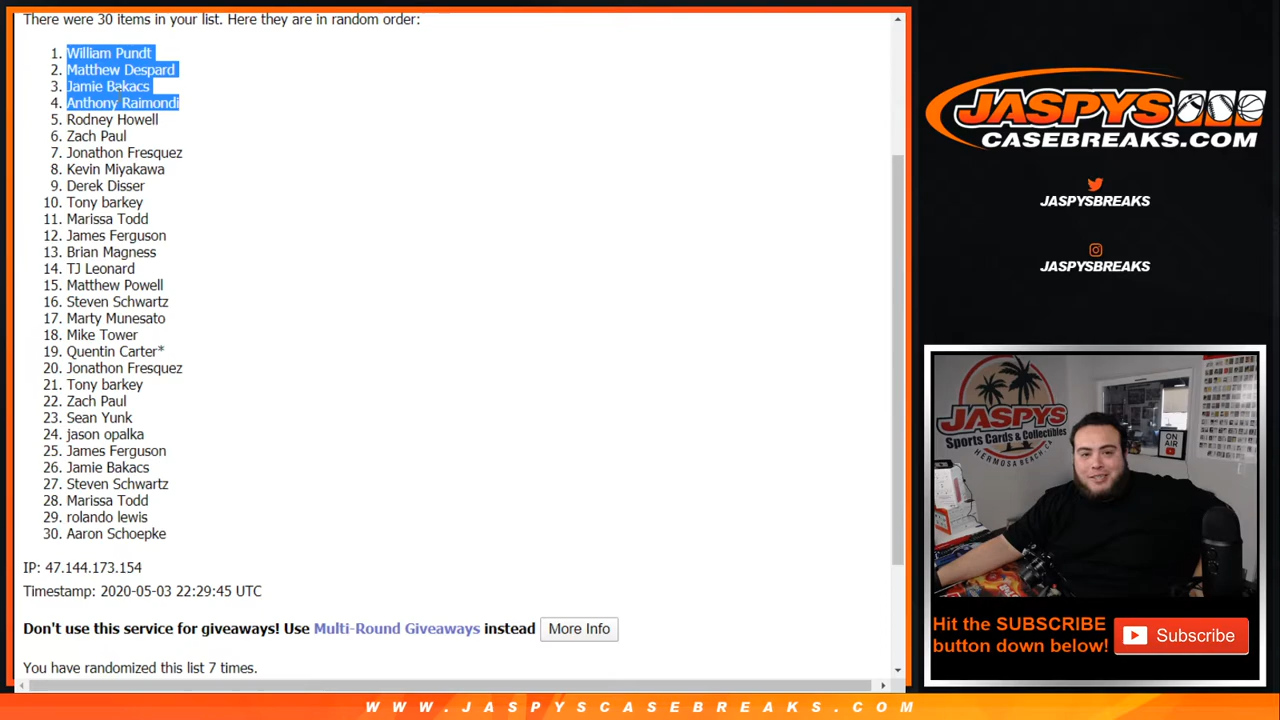 There were 30 items in your list. Here they are in random order:
1. William Pundt
2. Matthew Despard
3. Jamie Bakacs
4. Anthony Raimondi
5. Rodney Howell
6. Zach Paul
7. Jonathon Fresquez
8. Kevin Miyakawa
9. Derek Disser
10. Tony barkey
11. Marissa Todd
12. James Ferguson
13. Brian Magness
14. TJ Leonard
15. Matthew Powell
16. Steven Schwartz
17. Marty Munesato
18. Mike Tower
19. Quentin Carter*
20. Jonathon Fresquez
21. Tony barkey
22. Zach Paul
23. Sean Yunk
24. jason opalka
25. James Ferguson
26. Jamie Bakacs
27. Steven Schwartz
28. Marissa Todd
29. rolando lewis
30. Aaron Schoepke
IP: 47.144.173.154
Timestamp: 2020-05-03 22:29:45 UTC
Don't use this service for giveaways! Use Multi-Round Giveaways instead More Info
You have randomized this list 7 times.
JASPYS
CASEBREAKS.COM
JASPYSBREAKS
JASPYSBREAKS
JASPYS
Sports Cards & Collectibles
HERMOSA BEACH, CA
ON
AIR
Hit the SUBSCRIBE
button down below!
Subscribe
WWW.JASPYSCASEBREAKS.COM